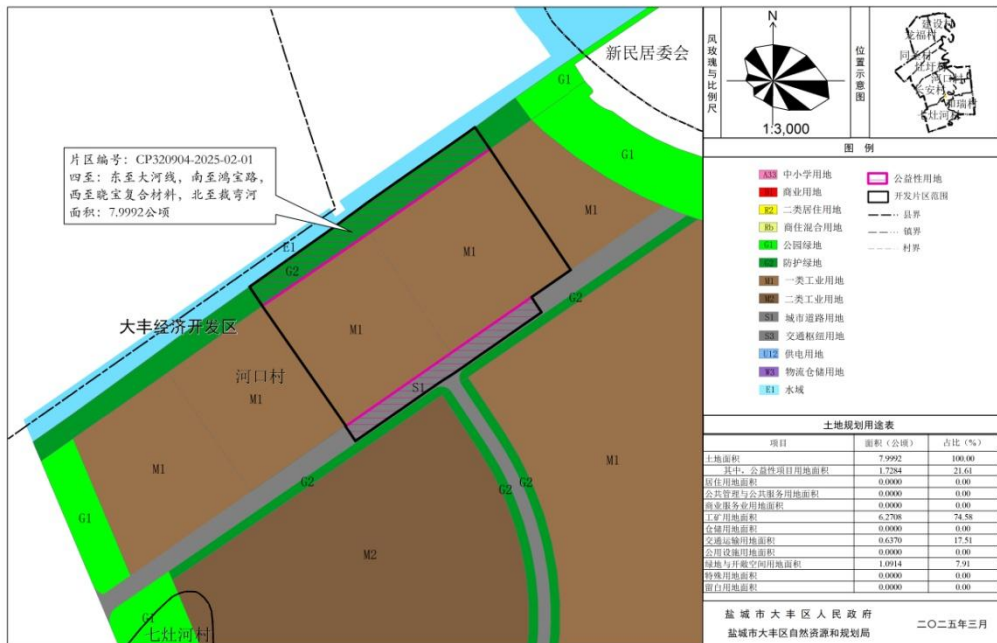 新民居委会
G1
G1
片区编号：CP320904-2025-02-01
四至：东至大河线，南至鸿宝路，
西至晓宝复合材料，北至裁弯河
面积：7.9992公顷
E1
G2
M1
M1
G2
大丰经济开发区
M1
河口村
M1
S1
M1
M1
G2
G2
G2
G1
M2
G1
七灶河村
风玫瑰与比例尺
N
1:3,000
位置示意图
建设村
龙福村
河口村
长安村
七灶河村
图 例
A33 中小学用地
B1 商业用地
R2 二类居住用地
Rb 商住混合用地
G1 公园绿地
G2 防护绿地
M1 一类工业用地
M2 二类工业用地
S1 城市道路用地
S3 交通枢纽用地
U12 供电用地
W3 物流仓储用地
E1 水域
公益性用地
开发片区范围
县界
镇界
村界
土地规划用途表
项目 面积（公顷） 占比（%）
土地面积 7.9992 100.00
其中，公益性项目用地面积 1.7284 21.61
居住用地面积 0.0000 0.00
公共管理与公共服务用地面积 0.0000 0.00
商业服务业用地面积 0.0000 0.00
工矿用地面积 6.2708 74.58
仓储用地面积 0.0000 0.00
交通运输用地面积 0.6370 17.51
公用设施用地面积 0.0000 0.00
绿地与开敞空间用地面积 1.0914 7.91
特殊用地面积 0.0000 0.00
留白用地面积 0.0000 0.00
盐城市大丰区人民政府
盐城市大丰区自然资源和规划局
二〇二五年三月